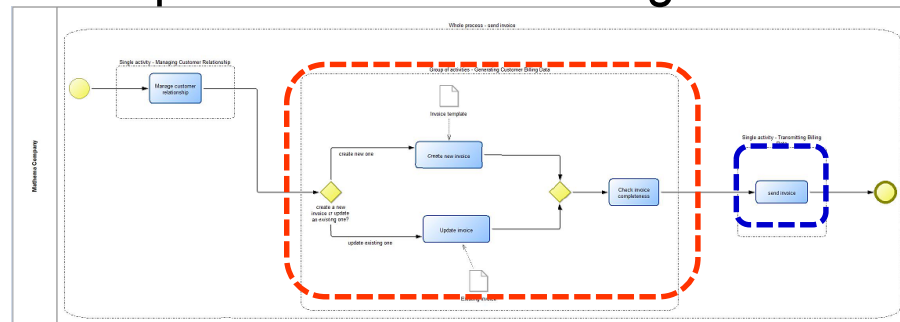 Whole process - send invoice
Mathema Company
Single activity - Managing Customer Relationship
Manage customer
relationship
Group of activities - Generating Customer Billing Data
Invoice template
create new one
Create new invoice
create a new
invoice or update
an existing one?
update existing one
Update invoice
Existing invoice
Check invoice
completeness
Single activity - Transmitting Billing
send invoice